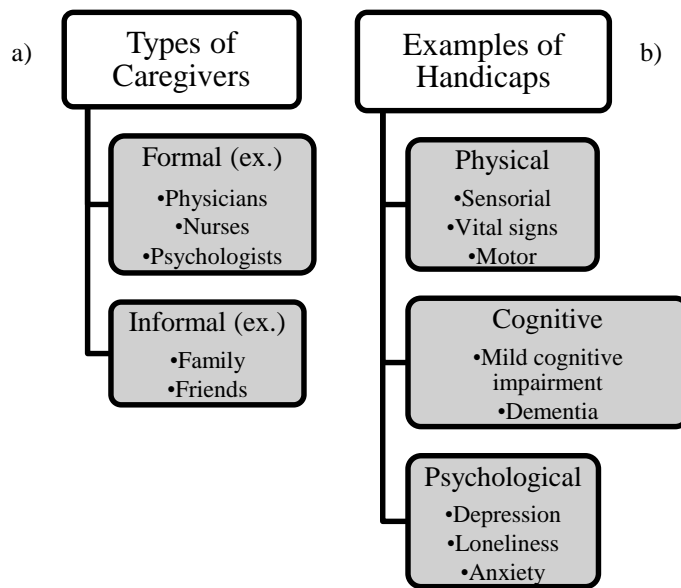 a)
Types of
Caregivers
Formal (ex.)
•Physicians
•Nurses
•Psychologists
Informal (ex.)
•Family
•Friends
Examples of
Handicaps
b)
Physical
•Sensorial
•Vital signs
•Motor
Cognitive
•Mild cognitive
impairment
•Dementia
Psychological
•Depression
•Loneliness
•Anxiety